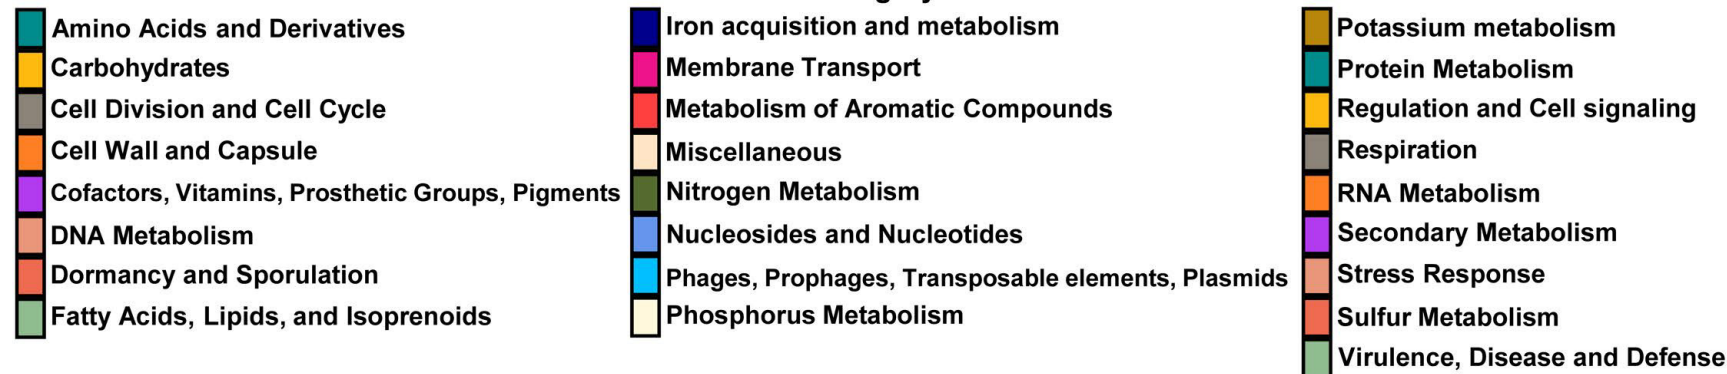 Amino Acids and Derivatives
Carbohydrates
Cell Division and Cell Cycle
Cell Wall and Capsule
Cofactors, Vitamins, Prosthetic Groups, Pigments
DNA Metabolism
Dormancy and Sporulation
Fatty Acids, Lipids, and Isoprenoids
Iron acquisition and metabolism
Membrane Transport
Metabolism of Aromatic Compounds
Miscellaneous
Nitrogen Metabolism
Nucleosides and Nucleotides
Phages, Prophages, Transposable elements, Plasmids
Phosphorus Metabolism
Potassium metabolism
Protein Metabolism
Regulation and Cell signaling
Respiration
RNA Metabolism
Secondary Metabolism
Stress Response
Sulfur Metabolism
Virulence, Disease and Defense